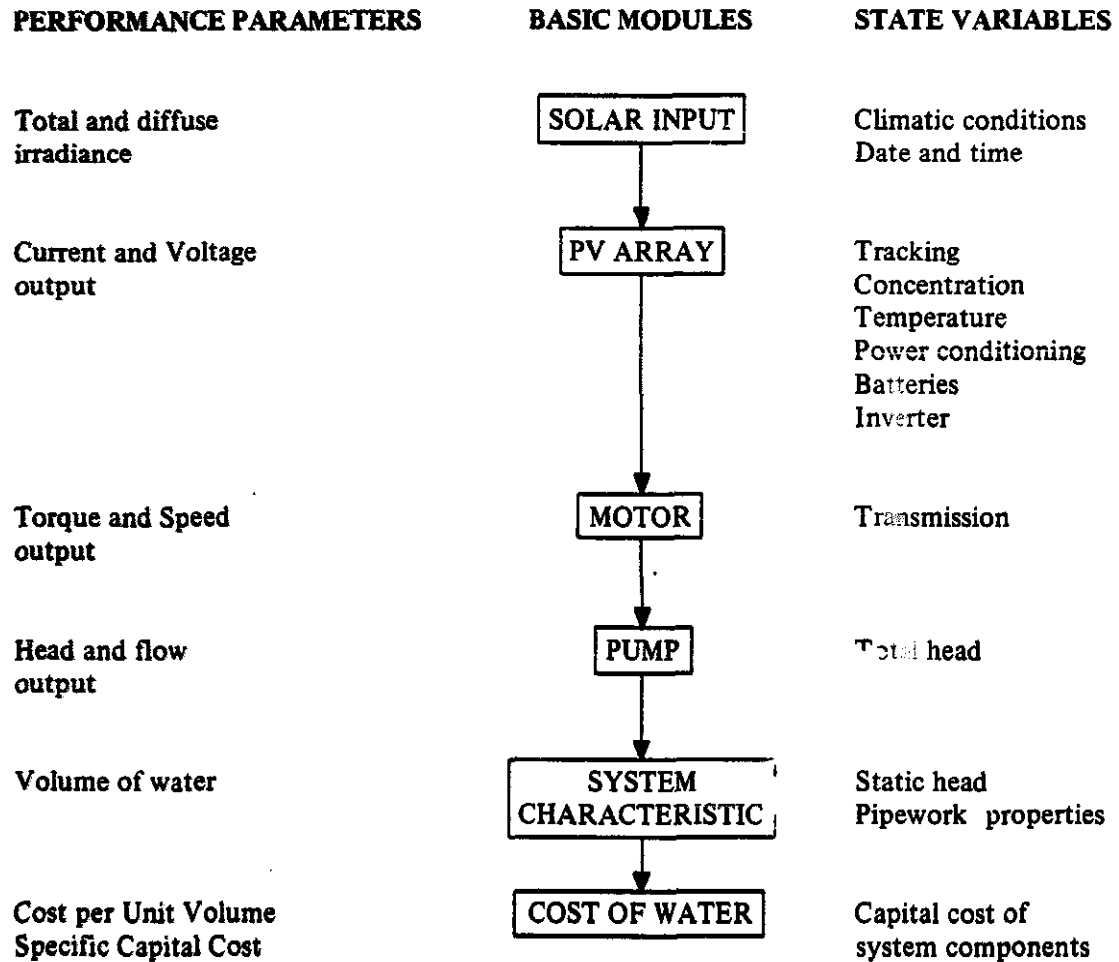 PERFORMANCE PARAMETERS BASIC MODULES STATE VARIABLES
Total and diffuse SOLAR INPUT Climatic conditions
irradiance Date and time
Current and Voltage PV ARRAY Tracking
output Concentration
Temperature
Power conditioning
Batteries
Inverter
Torque and Speed MOTOR Transmission
output
Head and flow PUMP Total head
output
Volume of water SYSTEM Static head
CHARACTERISTIC Pipework properties
Cost per Unit Volume COST OF WATER Capital cost of
Specific Capital Cost system components